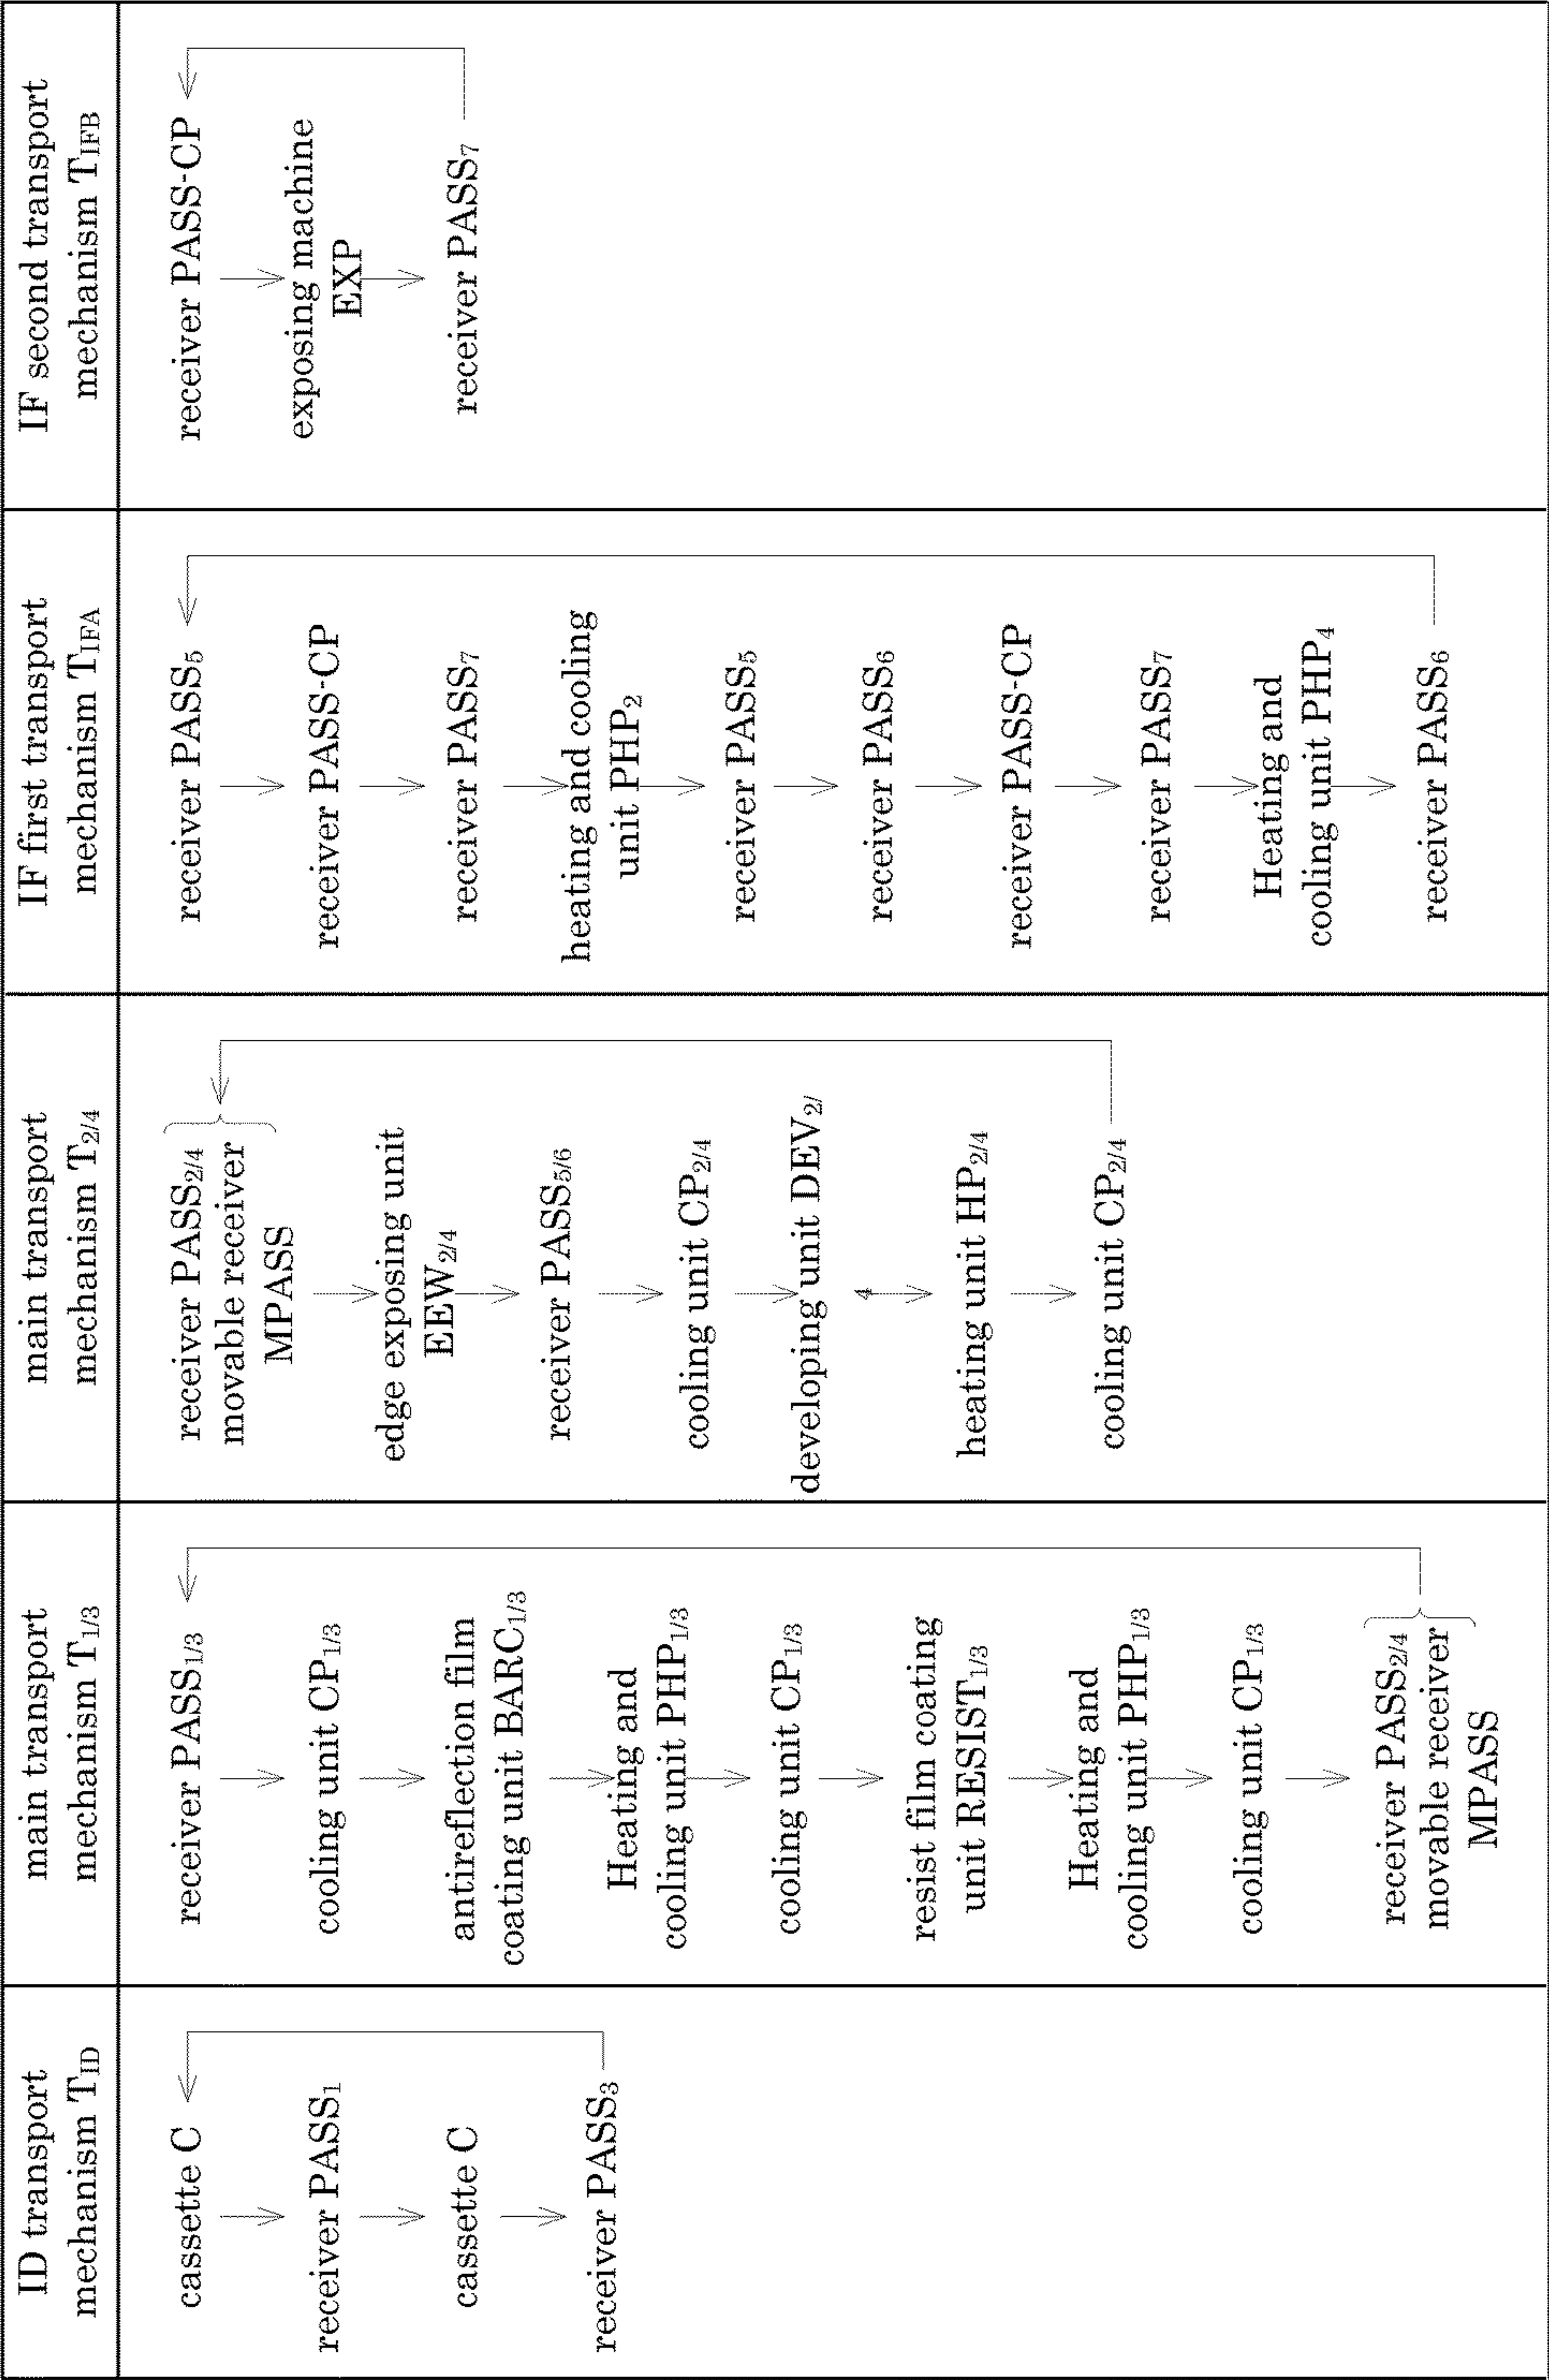 ID transport
mechanism TID
cassette C
receiver PASS1
cassette C
receiver PASS3
main transport
mechanism T1/3
receiver PASS1/3
cooling unit CP1/3
antireflection film
coating unit BARC1/3
Heating and
cooling unit PHP1/3
cooling unit CP1/3
resist film coating
unit RESIST1/3
Heating and
cooling unit PHP1/3
cooling unit CP1/3
receiver PASS2/4
movable receiver
MPASS
main transport
mechanism T2/4
receiver PASS2/4
movable receiver
MPASS
edge exposing unit
EEW2/4
receiver PASS5/6
cooling unit CP2/4
developing unit DEV2/
4
heating unit HP2/4
cooling unit CP2/4
IF first transport
mechanism TIFA
receiver PASS5
receiver PASS-CP
receiver PASS7
heating and cooling
unit PHP2
receiver PASS5
receiver PASS6
receiver PASS-CP
receiver PASS7
Heating and
cooling unit PHP4
receiver PASS6
IF second transport
mechanism TIFB
receiver PASS-CP
exposing machine
EXP
receiver PASS7